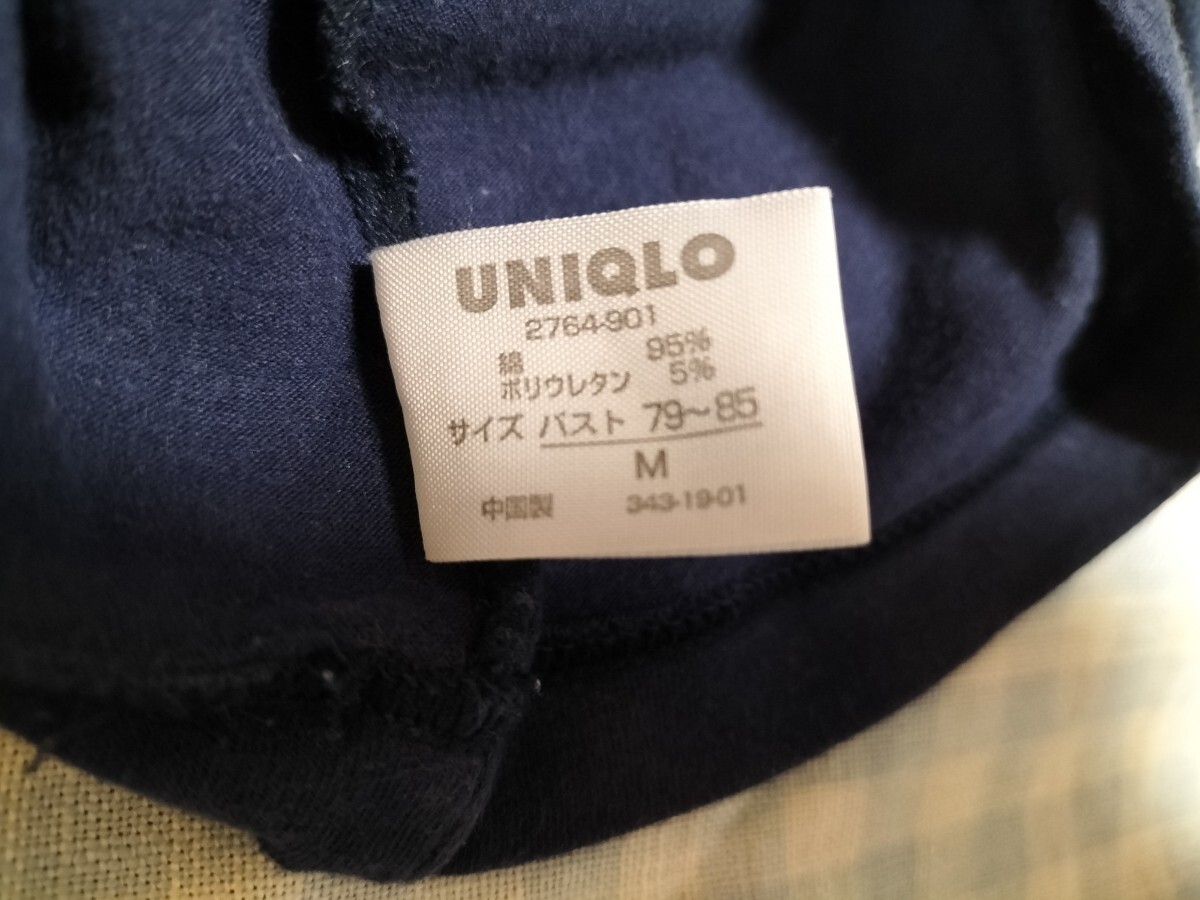 UNIQLO
2764-901
綿 95%
ポリウレタン 5%
サイズ バスト 79～85
M
中国製 343-19-01